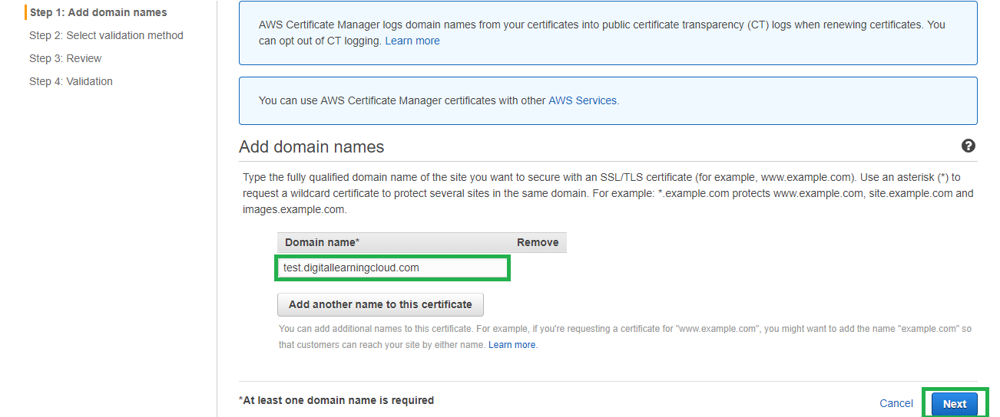 Step 1: Add domain names
Step 2: Select validation method
Step 3: Review
Step 4: Validation
AWS Certificate Manager logs domain names from your certificates into public certificate transparency (CT) logs when renewing certificates. You
can opt out of CT logging. Learn more
You can use AWS Certificate Manager certificates with other AWS Services.
Add domain names
?
Type the fully qualified domain name of the site you want to secure with an SSL/TLS certificate (for example, www.example.com). Use an asterisk (*) to
request a wildcard certificate to protect several sites in the same domain. For example: *.example.com protects www.example.com, site.example.com and
images.example.com.
Domain name* Remove
test.digitallearningcloud.com
Add another name to this certificate
You can add additional names to this certificate. For example, if you're requesting a certificate for "www.example.com", you might want to add the name "example.com" so
that customers can reach your site by either name. Learn more.
*At least one domain name is required
Cancel Next